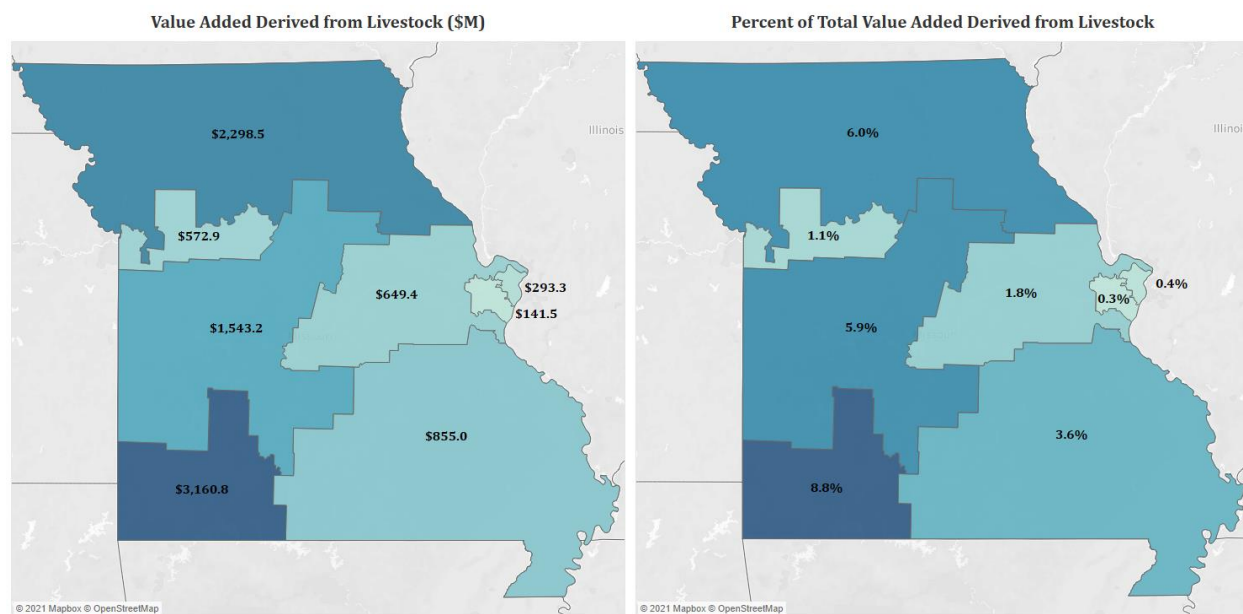 Value Added Derived from Livestock ($M)
Percent of Total Value Added Derived from Livestock
Illinois
$2,298.5
$572.9
$293.3
$649.4
$141.5
$1,543.2
$855.0
$3,160.8
© 2021 Mapbox © OpenStreetMap
Illinois
6.0%
1.1%
0.4%
1.8%
0.3%
5.9%
3.6%
8.8%
© 2021 Mapbox © OpenStreetMap